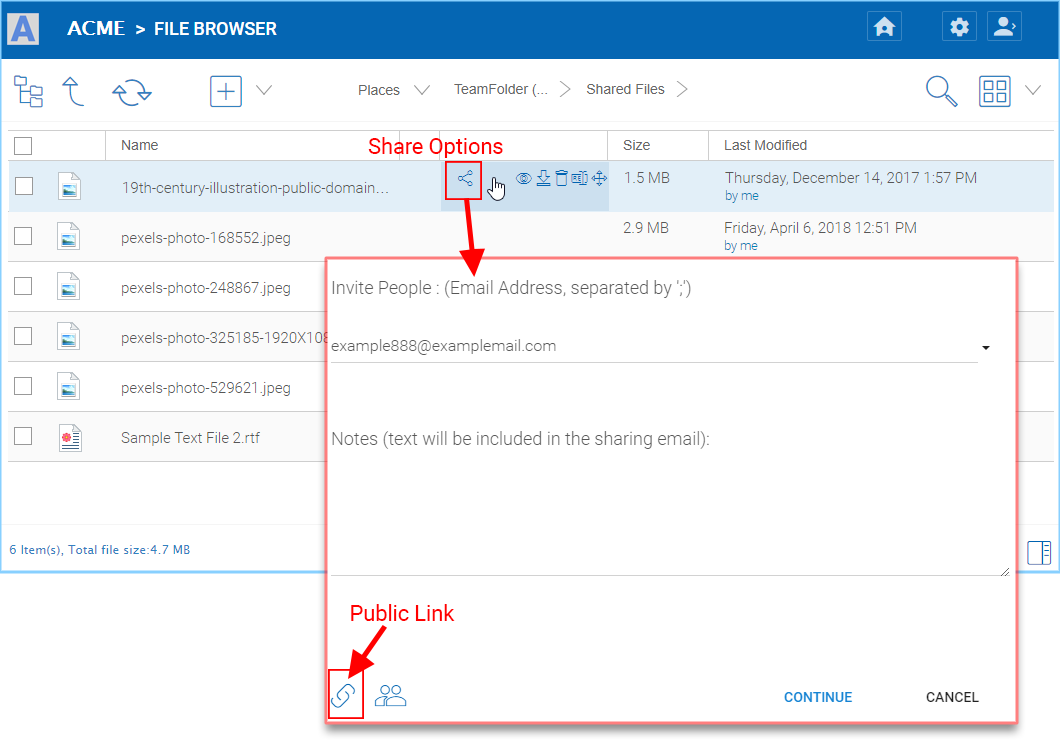 A ACME > FILE BROWSER
Places TeamFolder (... Shared Files
Name Size Last Modified
Share Options
19th-century-illustration-public-domain... 1.5 MB Thursday, December 14, 2017 1:57 PM
by me
pexels-photo-168552.jpeg 2.9 MB Friday, April 6, 2018 12:51 PM
by me
pexels-photo-248867.jpeg
pexels-photo-325185-1920X108
pexels-photo-529621.jpeg
Sample Text File 2.rtf
6 Item(s), Total file size:4.7 MB
Invite People : (Email Address, separated by ';')
example888@examplemail.com
Notes (text will be included in the sharing email):
Public Link
CONTINUE CANCEL